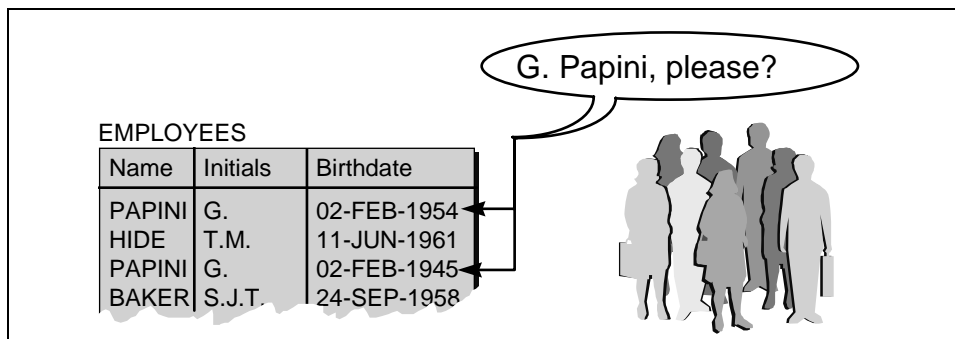 G. Papini, please?
EMPLOYEES
Name Initials Birthdate
PAPINI G. 02-FEB-1954
HIDE T.M. 11-JUN-1961
PAPINI G. 02-FEB-1945
BAKER S.J.T. 24-SEP-1958